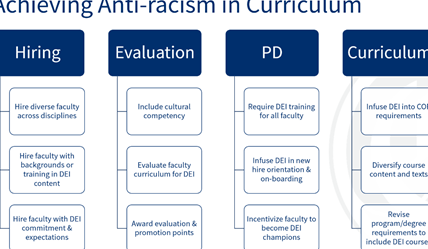 Achieving Anti-racism in Curriculum
Hiring
Hire diverse faculty
across disciplines
Hire faculty with
backgrounds or
training in DEI
content
Hire faculty with DEI
commitment &
expectations
Evaluation
Include cultural
competency
Evaluate faculty
curriculum for DEI
Award evaluation &
promotion points
PD
Require DEI training
for all faculty
Infuse DEI in new
hire orientation &
on-boarding
Incentivize faculty to
become DEI
champions
Curriculum
Infuse DEI into
requirements
Diversify course
content and texts
Revise
program/degree
requirements to
include DEI courses